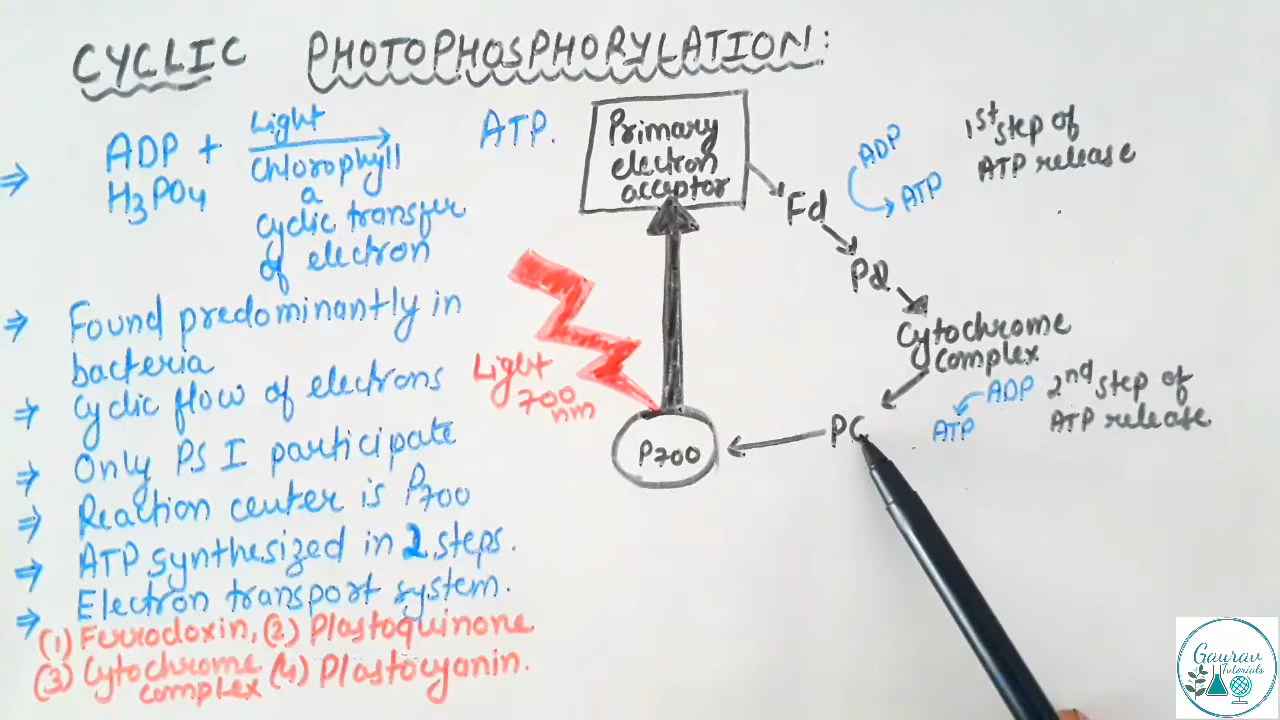 CYCLIC PHOTOPHOSPHORYLATION:
⇒ ADP + H3PO4
Light
Chlorophyll
a
cyclic transfer
of electron
ATP.
⇒ Found predominantly in
bacteria
⇒ Cyclic flow of electrons
⇒ Only PS I participate
⇒ Reaction center is P700
⇒ ATP synthesized in 2 steps.
⇒ Electron transport system.
(1) Ferrodoxin, (2) Plastoquinone
(3) Cytochrome complex (4) Plastocyanin.
Primary
electron
acceptor
Fd
ADP
ATP
1st step of
ATP release
PQ
Cytochrome
complex
ADP
ATP
2nd step of
ATP release
PC
P700
Light
700
nm
Gaurav
Tutorials